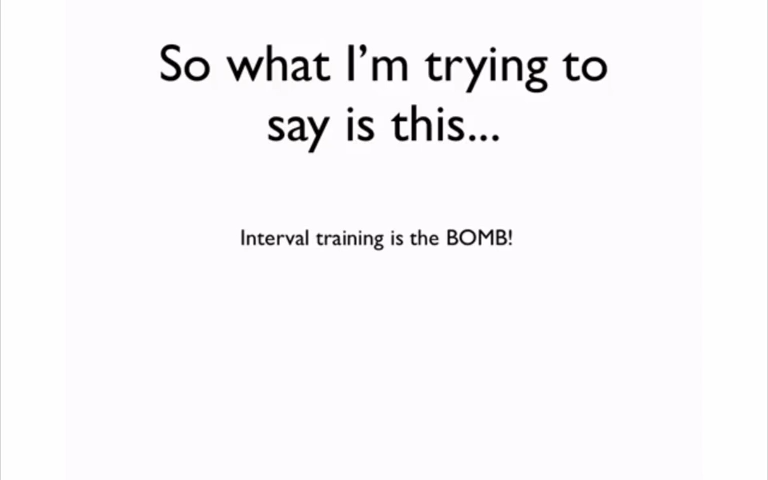 So what I’m trying to
say is this...
Interval training is the BOMB!